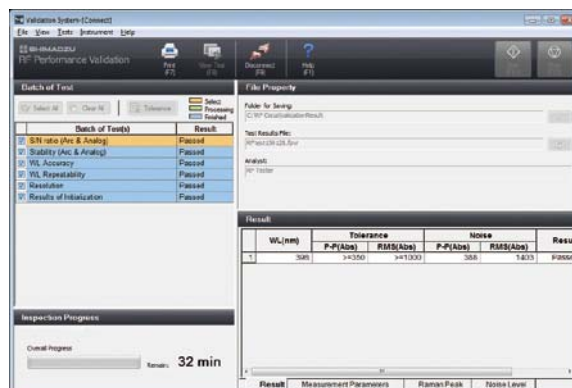 Validation System-[Connect]
File View Tests Instrument Help
SHIMADZU
RF Performance Validation
Print
[F7]
View Test
Disconnect
[F9]
Help
[F1]
Batch of Test
Select All
Clear All
Tolerance
Select
Processing
Finished
Batch of Test(s) Result
S/N ratio (Arc & Analog) Passed
Stability (Arc & Analog) Passed
WL Accuracy Passed
WL Repeatability Passed
Resolution Passed
Results of Initialization Passed
File Property
Folder for Saving:
Test Results File:
Analyst:
RF Tester
Result
WL(nm) Tolerance Noise Resu
P-P(Abs) RMS(Abs) P-P(Abs) RMS(Abs)
1 >=350 >=1000 388 1403 Passe
Inspection Progress
Overall Progress
Remain: 32 min
Result Measurement Parameters Raman Peak Noise Level